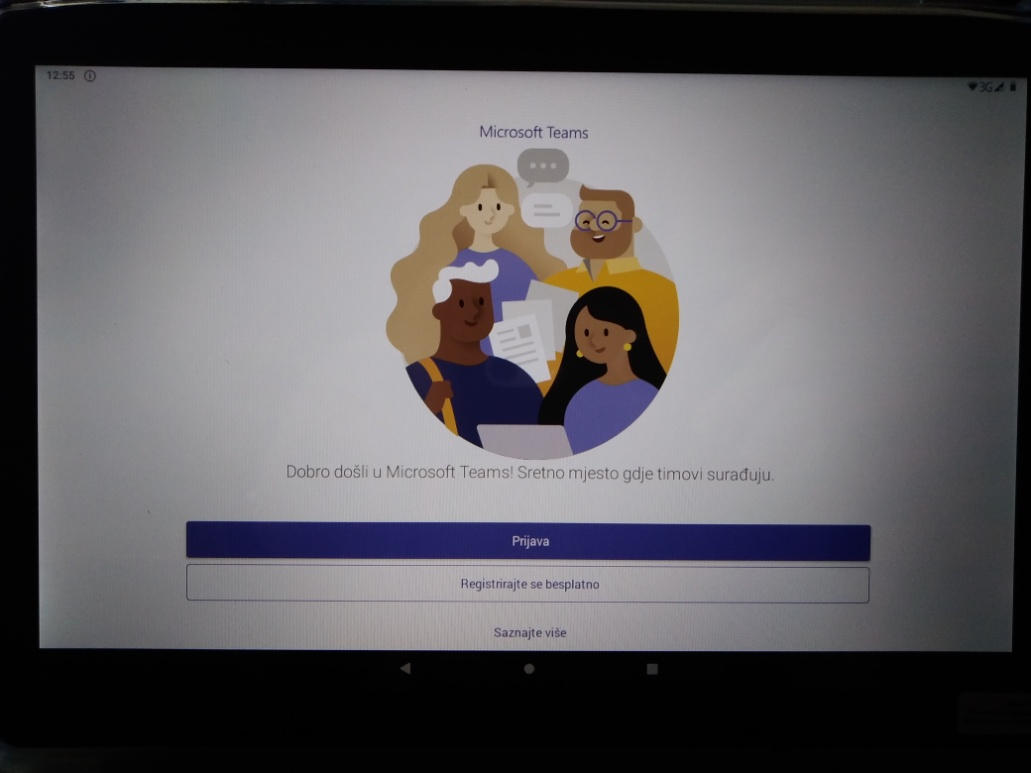 12:55
3G
Microsoft Teams
Dobro došli u Microsoft Teams! Sretno mjesto gdje timovi surađuju.
Prijava
Registrirajte se besplatno
Saznajte više